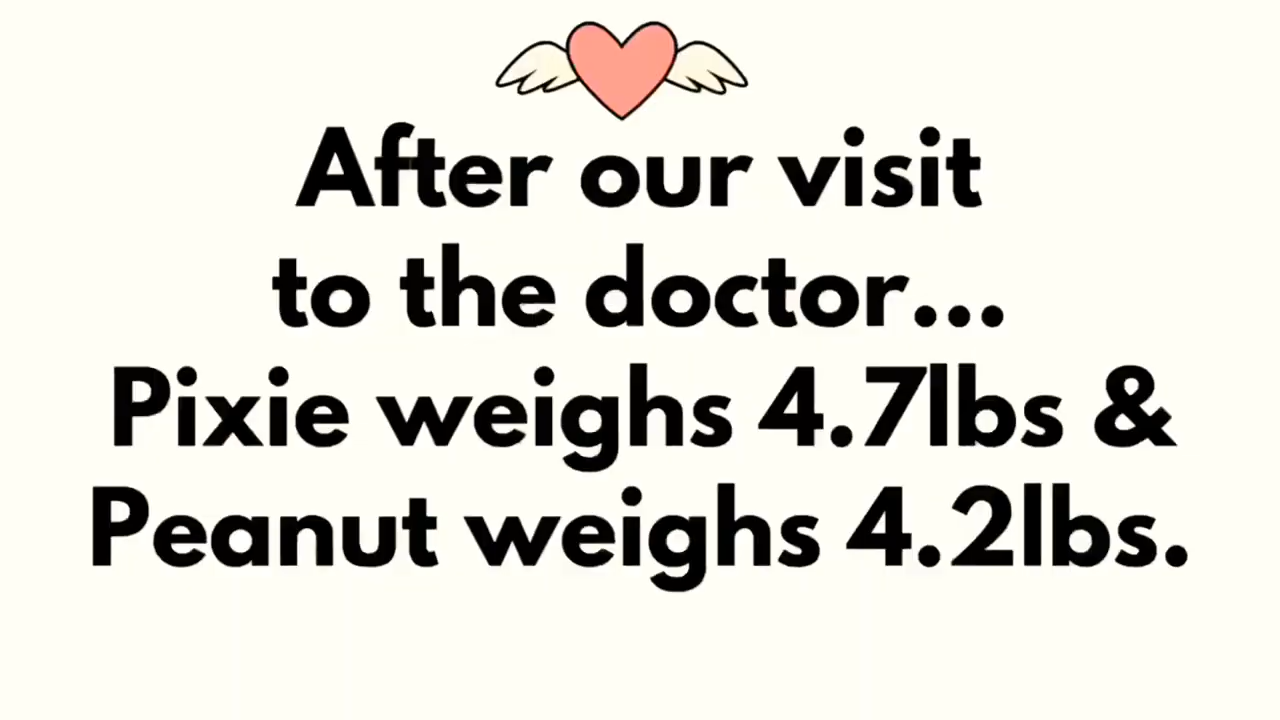 After our visit
to the doctor...
Pixie weighs 4.7lbs &
Peanut weighs 4.2lbs.